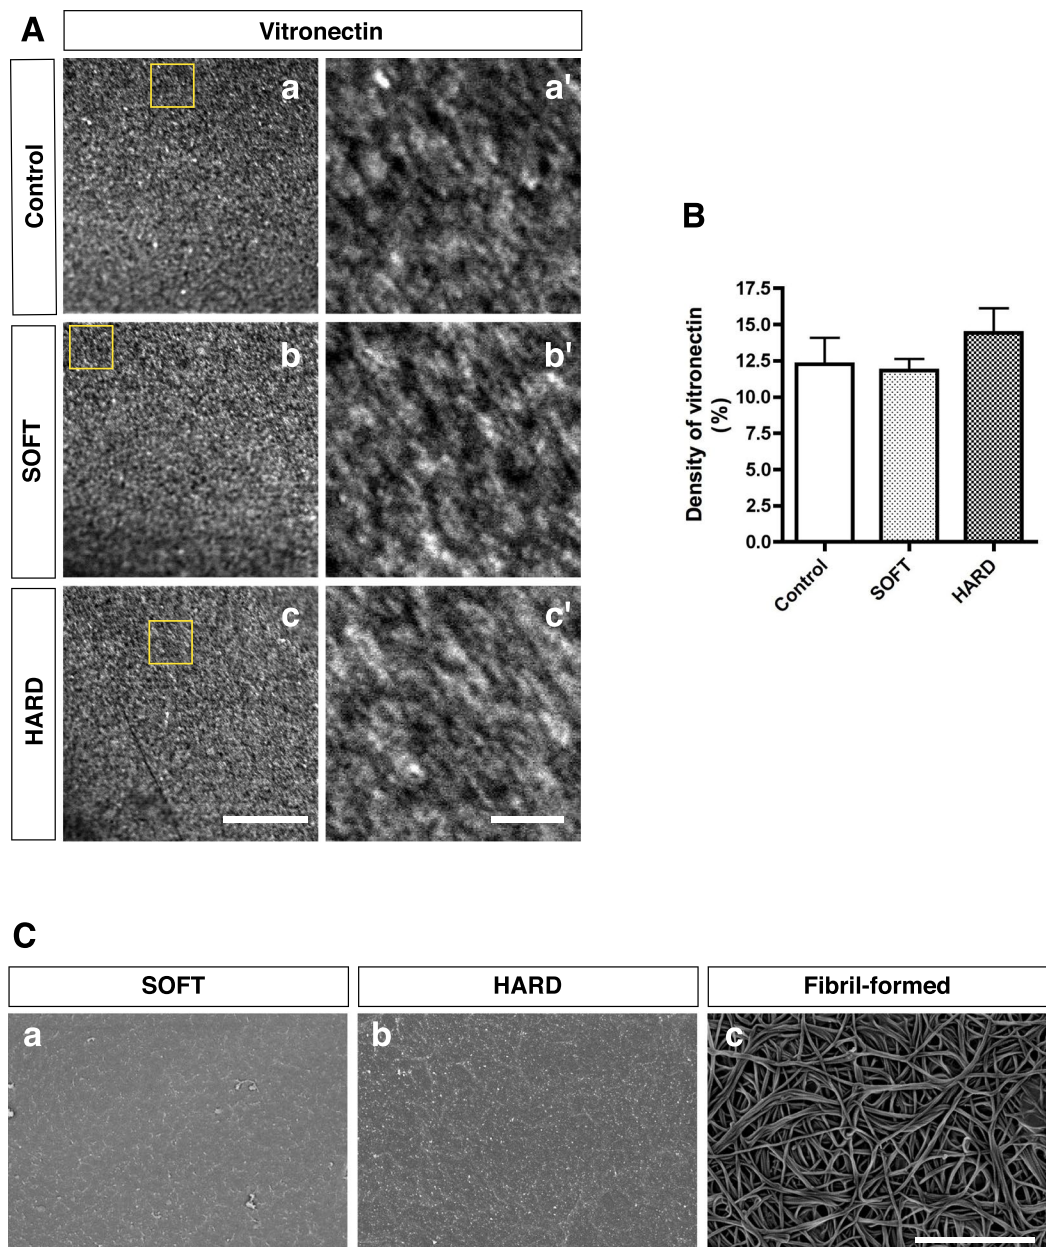 A
Vitronectin
Control
a
a'
SOFT
b
b'
HARD
c
c'
B
Density of vitronectin
(%)
17.5
15.0
12.5
10.0
7.5
5.0
2.5
0.0
Control
SOFT
HARD
C
SOFT
HARD
Fibril-formed
a
b
c